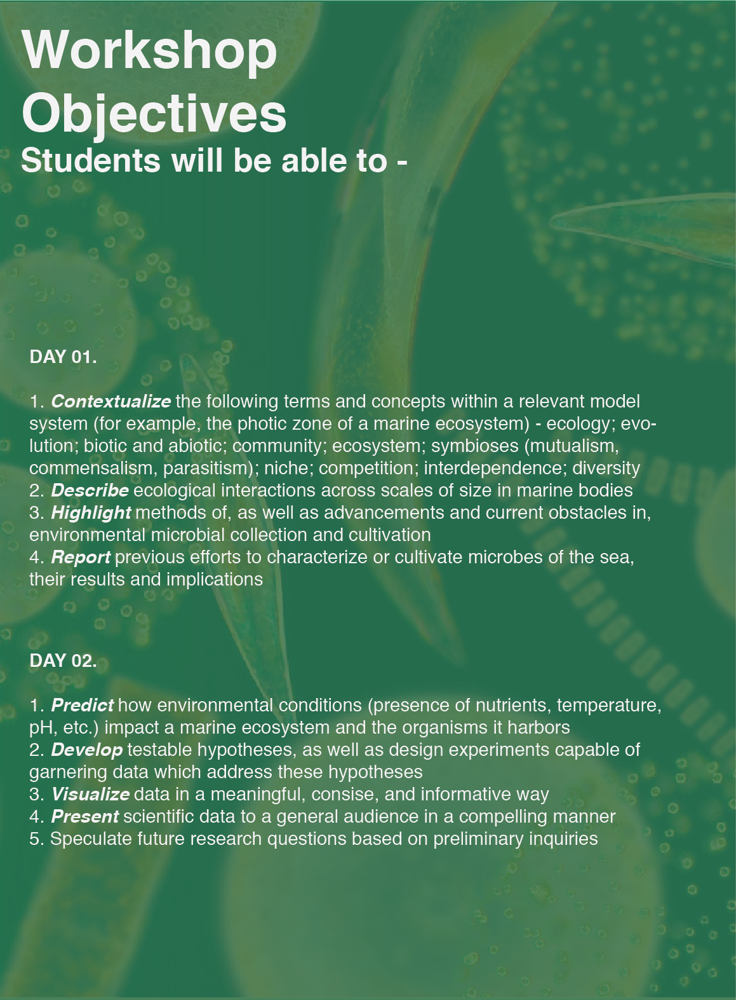 Workshop
Objectives
Students will be able to -
DAY 01.
1. Contextualize the following terms and concepts within a relevant model
system (for example, the photic zone of a marine ecosystem) - ecology; evo-
lution; biotic and abiotic; community; ecosystem; symbioses (mutualism,
commensalism, parasitism); niche; competition; interdependence; diversity
2. Describe ecological interactions across scales of size in marine bodies
3. Highlight methods of, as well as advancements and current obstacles in,
environmental microbial collection and cultivation
4. Report previous efforts to characterize or cultivate microbes of the sea,
their results and implications
DAY 02.
1. Predict how environmental conditions (presence of nutrients, temperature,
pH, etc.) impact a marine ecosystem and the organisms it harbors
2. Develop testable hypotheses, as well as design experiments capable of
garnering data which address these hypotheses
3. Visualize data in a meaningful, consise, and informative way
4. Present scientific data to a general audience in a compelling manner
5. Speculate future research questions based on preliminary inquiries